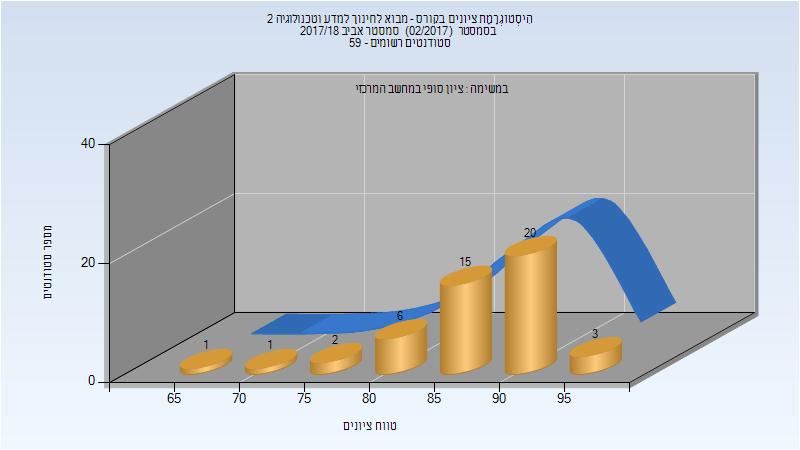 הִיסְטוּגְרַמַּת ציונים בקורס - מבוא לחינוך למדע וטכנולוגיה 2
בסמסטר (02/2017) סמסטר אביב 2017/18
סטודנטים רשומים - 59
במשימה : ציון סופי במחשב המרכזי
מספר סטודנטים
40
20
0
1
1
2
6
15
20
3
65
70
75
80
85
90
95
טווח ציונים